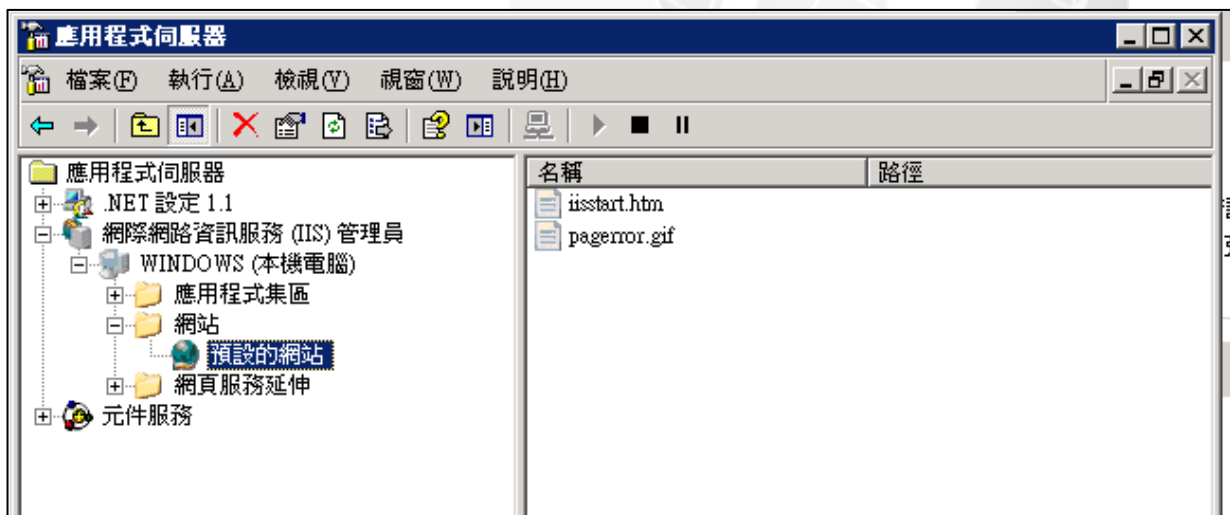 應用程式伺服器
檔案(F) 執行(A) 檢視(V) 視窗(W) 說明(H)
應用程式伺服器
.NET 設定 1.1
網際網路資訊服務 (IIS) 管理員
WINDOWS (本機電腦)
應用程式集區
網站
預設的網站
網頁服務延伸
元件服務
名稱 路徑
iisstart.htm
pagerror.gif